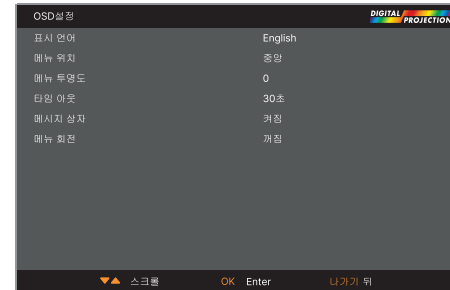 OSD설정
DIGITAL PROJECTION
표시 언어 English
메뉴 위치 중앙
메뉴 투영도 0
타임 아웃 30초
메시지 상자 켜짐
메뉴 회전 꺼짐
▼▲ 스크롤 OK Enter 나가기 뒤